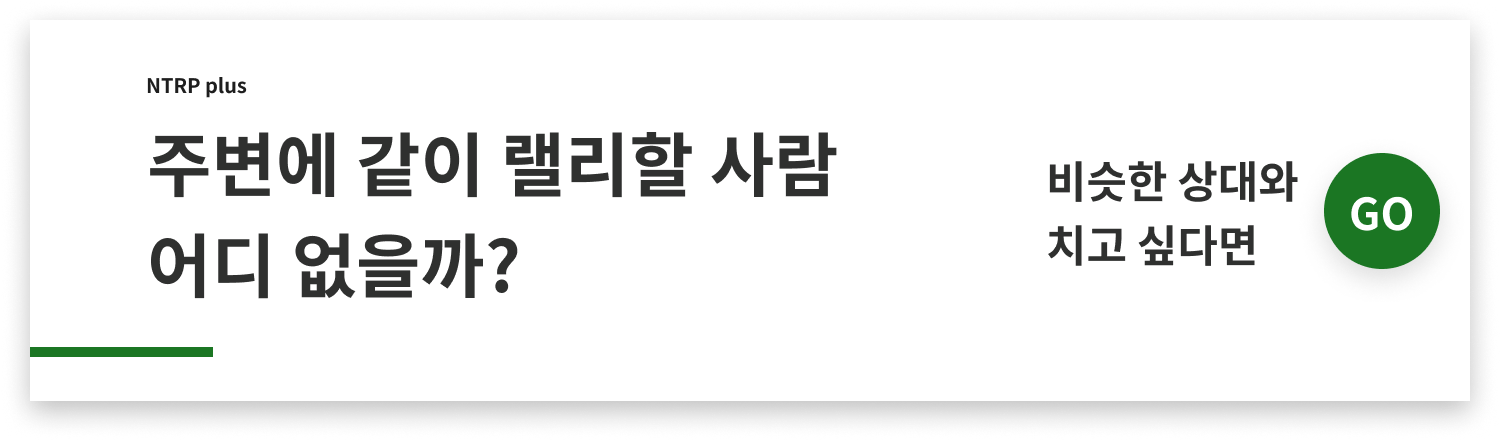 NTRP plus
주변에 같이 랠리할 사람
어디 없을까?
비슷한 상대와
치고 싶다면
GO